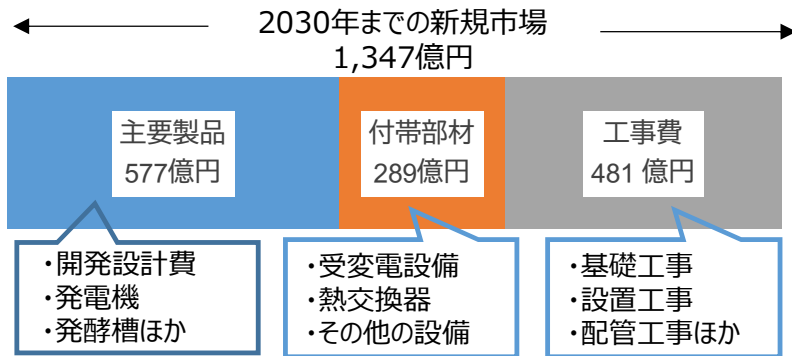 2030年までの新規市場
1,347億円
主要製品
577億円
付帯部材
289億円
工事費
481 億円
・開発設計費
・発電機
・発酵槽ほか
・受変電設備
・熱交換器
・その他の設備
・基礎工事
・設置工事
・配管工事ほか